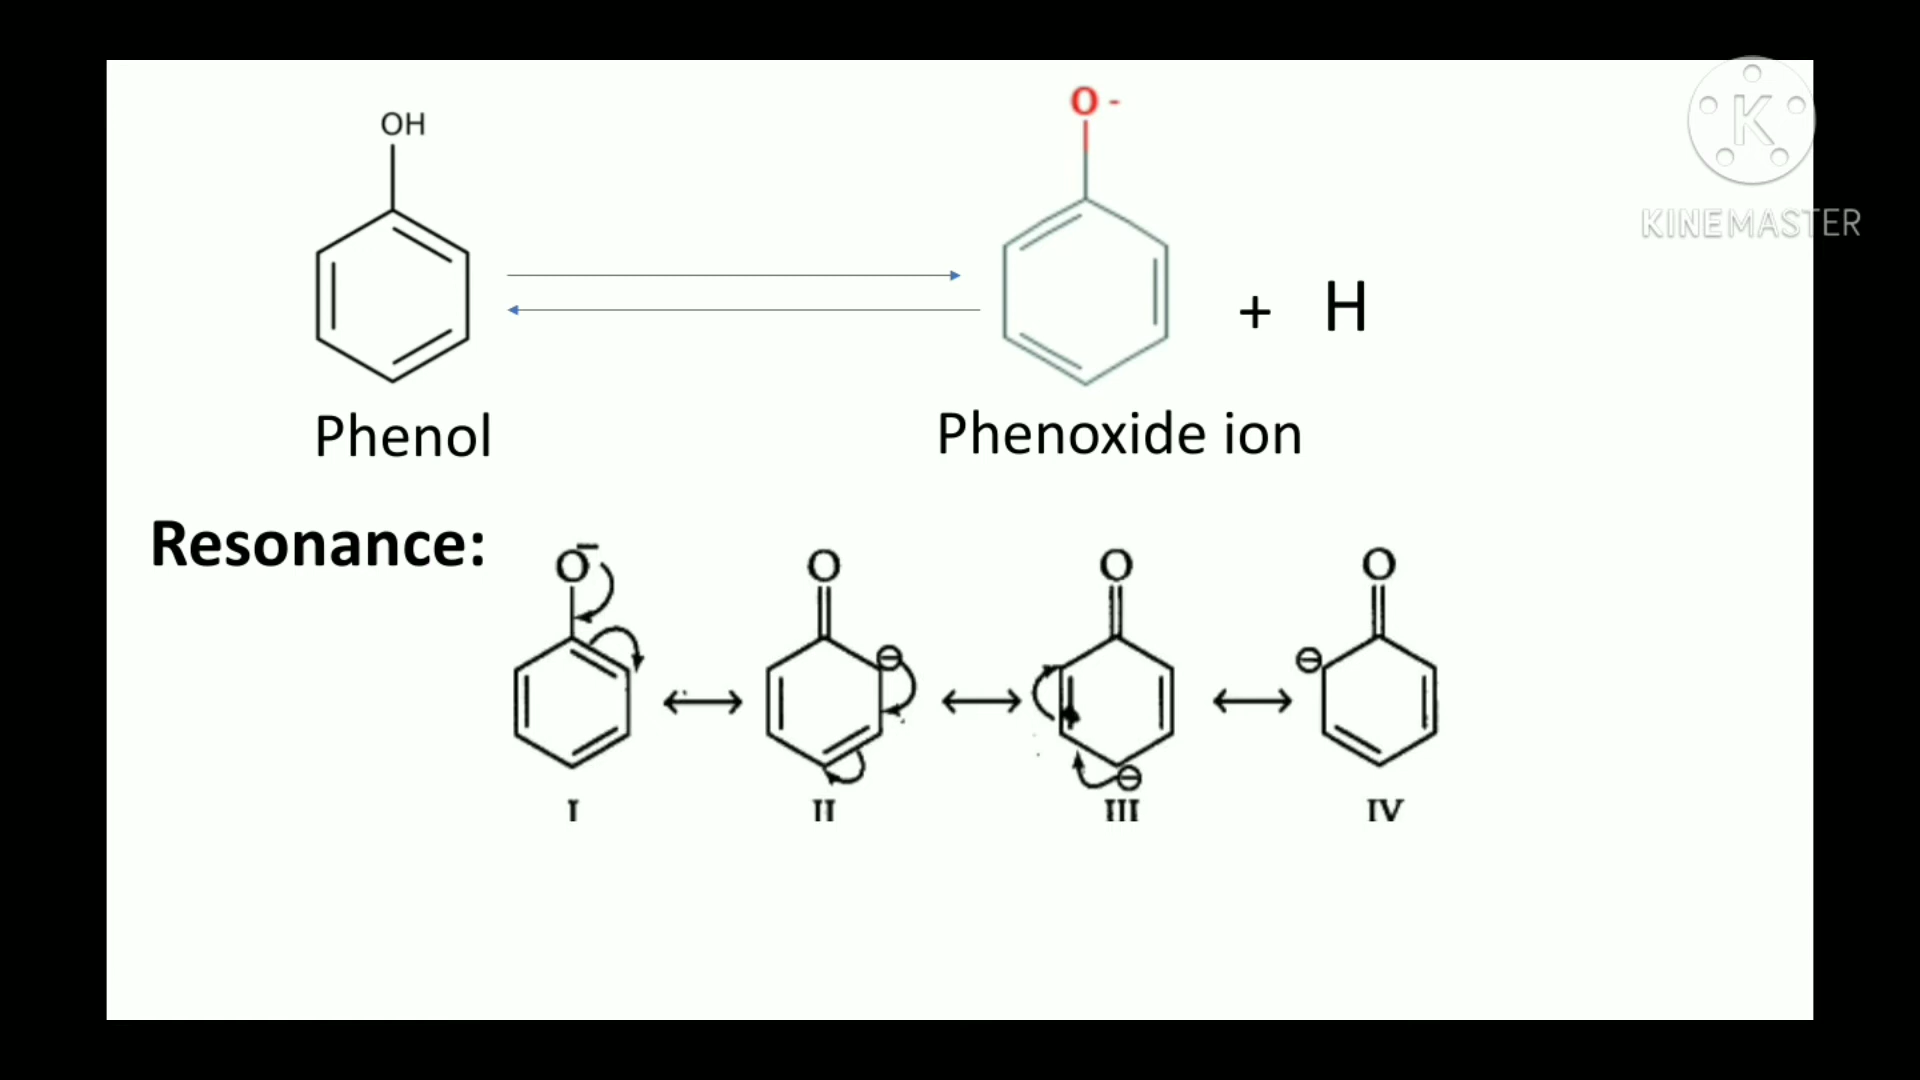 OH
O -
K
KINEMASTER
+ H
Phenol
Phenoxide ion
Resonance:
O⁻
O
O
O
⊖
⊖
⊖
I
II
III
IV